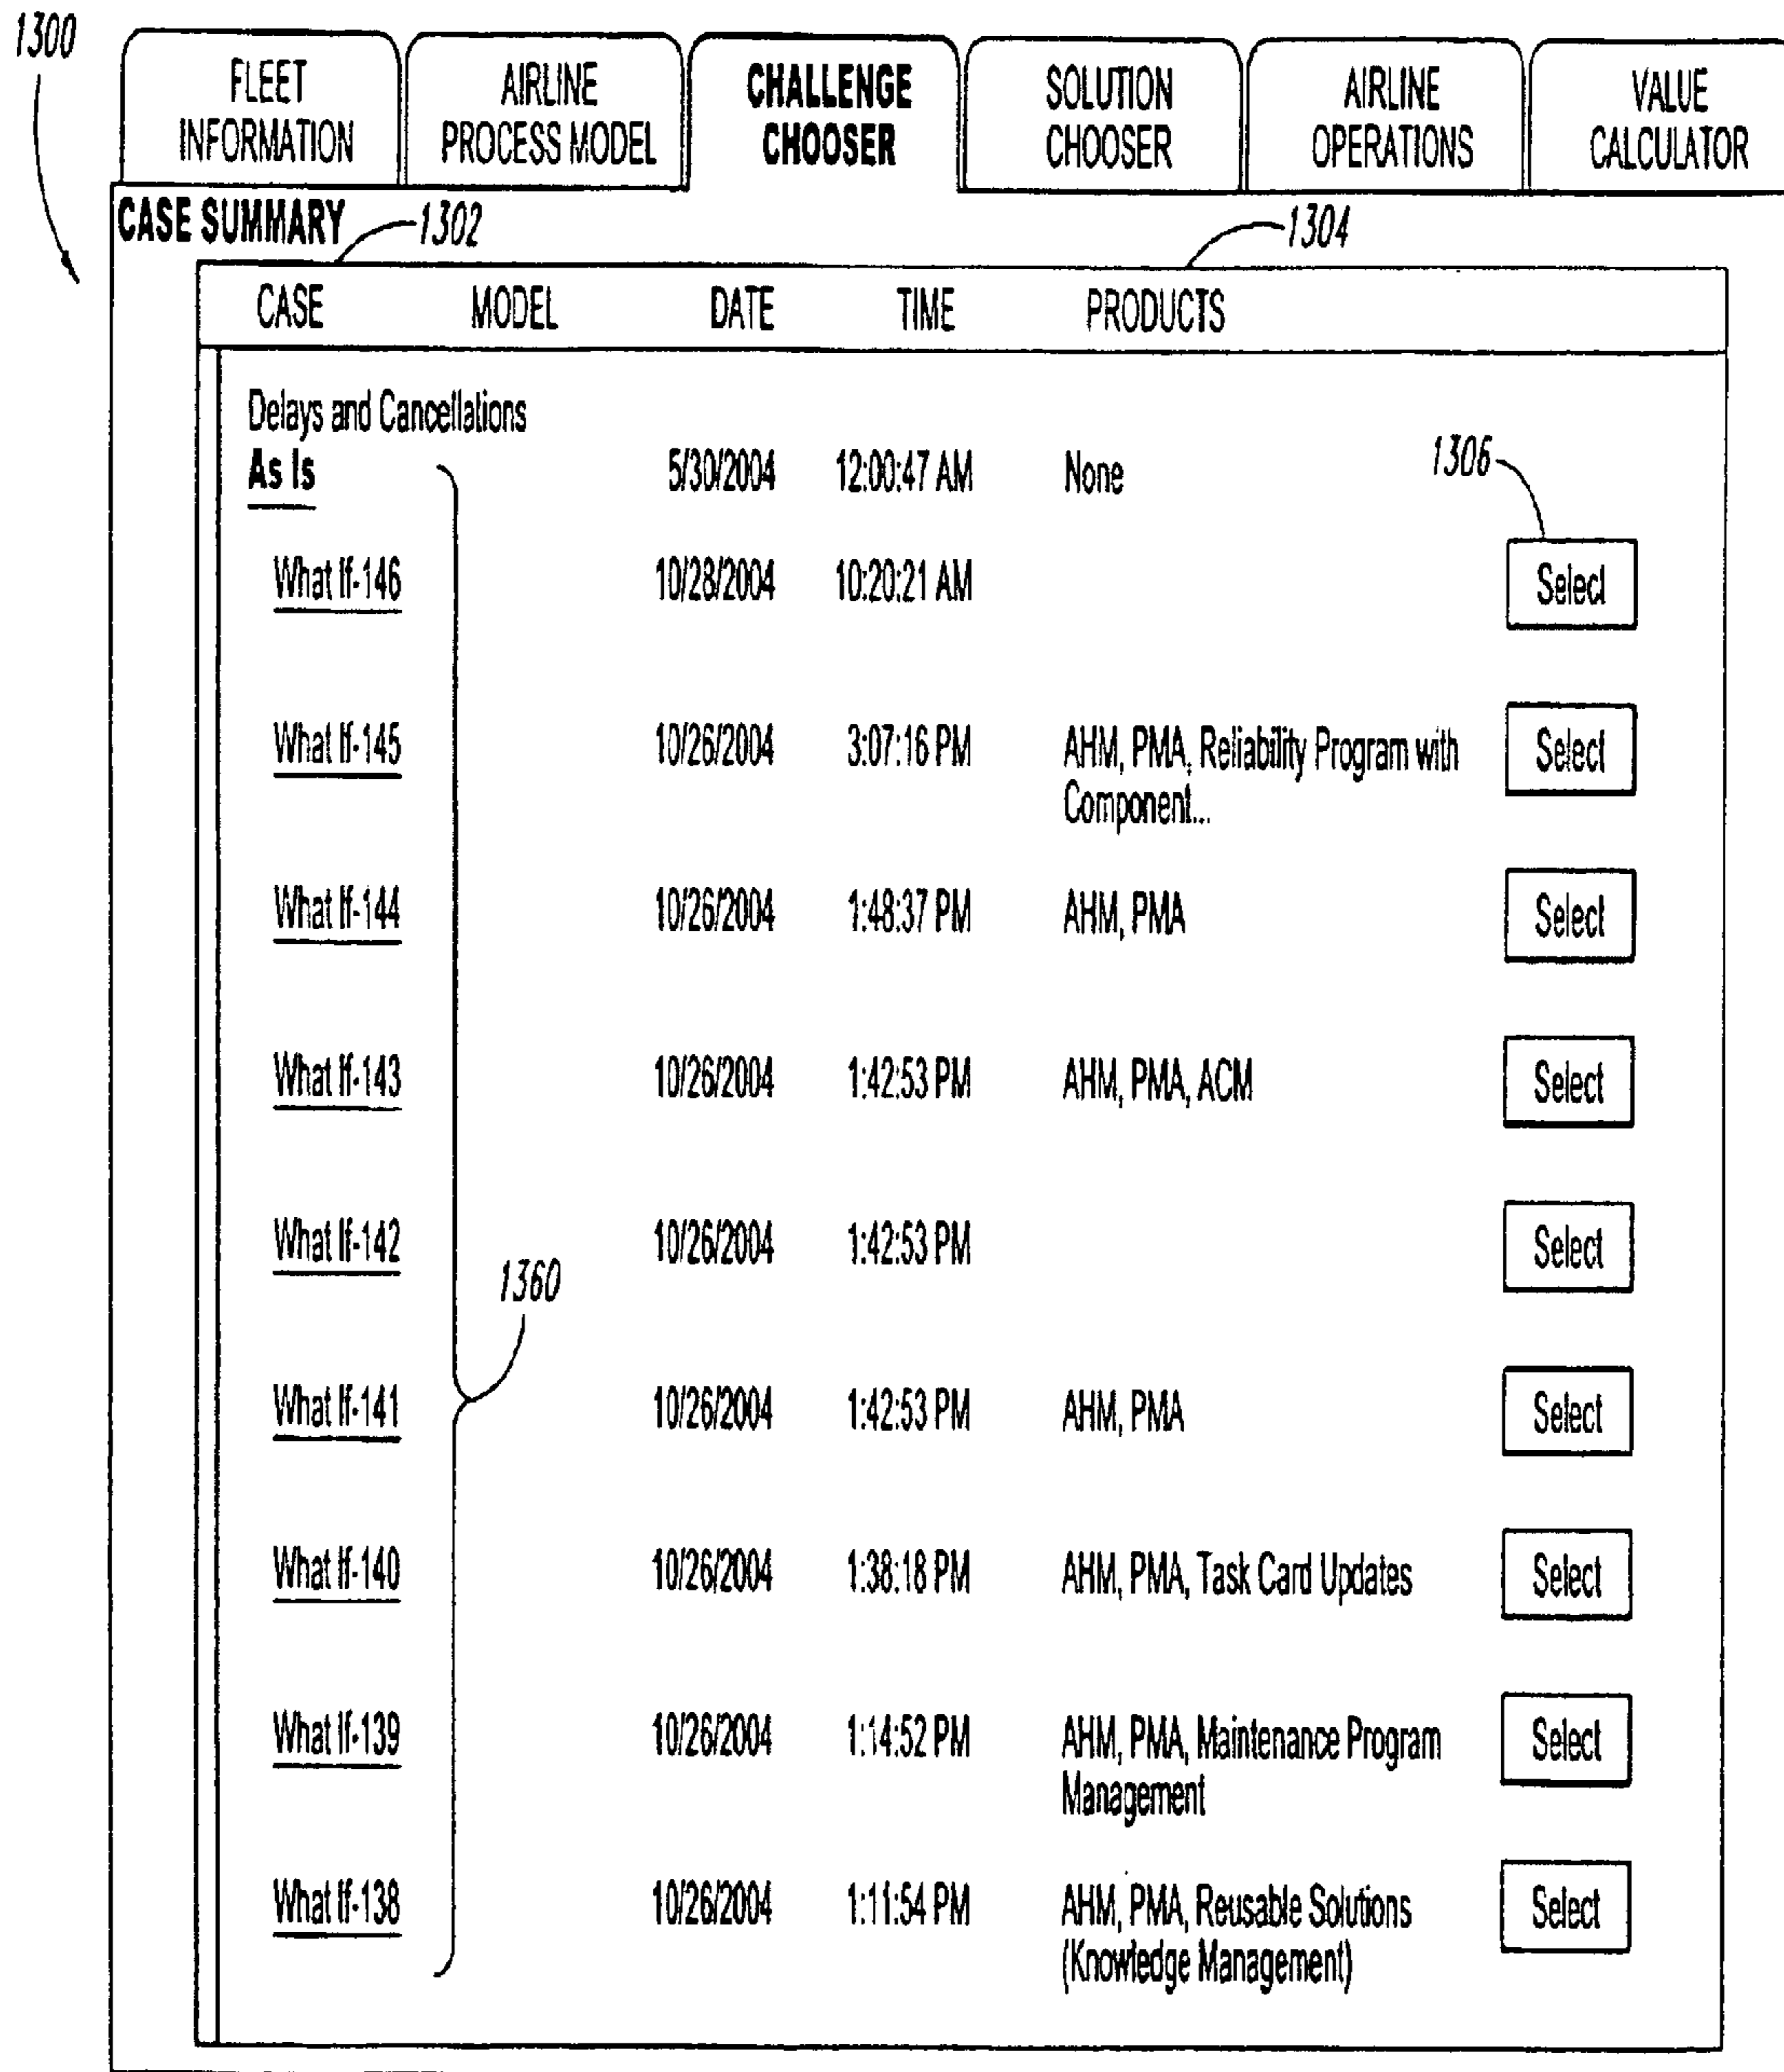 1300
FLEET INFORMATION
AIRLINE PROCESS MODEL
CHALLENGE CHOOSER
SOLUTION CHOOSER
AIRLINE OPERATIONS
VALUE CALCULATOR
CASE SUMMARY
1302
1304
CASE MODEL DATE TIME PRODUCTS
Delays and Cancellations
As Is 5/30/2004 12:00:47 AM None
1306
What If-146 10/28/2004 10:20:21 AM Select
What If-145 10/26/2004 3:07:16 PM AHM, PMA, Reliability Program with Select
Component...
What If-144 10/26/2004 1:48:37 PM AHM, PMA Select
What If-143 10/26/2004 1:42:53 PM AHM, PMA, ACM Select
What If-142 10/26/2004 1:42:53 PM Select
1360
What If-141 10/26/2004 1:42:53 PM AHM, PMA Select
What If-140 10/26/2004 1:38:18 PM AHM, PMA, Task Card Updates Select
What If-139 10/26/2004 1:14:52 PM AHM, PMA, Maintenance Program Select
Management
What If-138 10/26/2004 1:11:54 PM AHM, PMA, Reusable Solutions Select
(Knowledge Management)